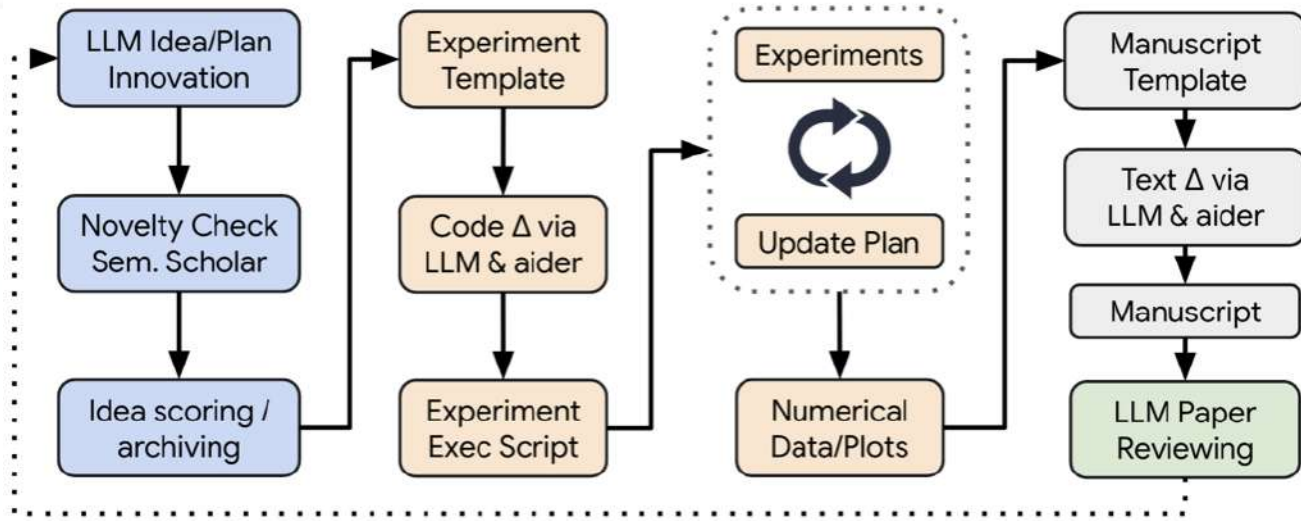 LLM Idea/Plan
Innovation
Novelty Check
Sem. Scholar
Idea scoring /
archiving
Experiment
Template
Code Δ via
LLM & aider
Experiment
Exec Script
Experiments
Update Plan
Numerical
Data/Plots
Manuscript
Template
Text Δ via
LLM & aider
Manuscript
LLM Paper
Reviewing